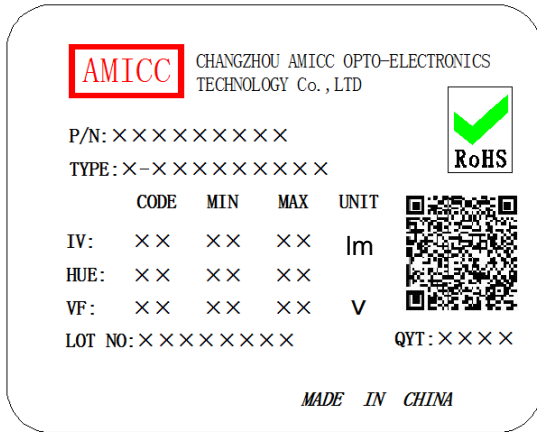 AMICC
CHANGZHOU AMICC OPTO-ELECTRONICS
TECHNOLOGY Co.,LTD
RoHS
P/N:×××××××××
TYPE:×-×××××××××
CODE MIN MAX UNIT
IV: ×× ×× ×× lm
HUE: ×× ×× ××
VF: ×× ×× ×× V
LOT NO:×××××××× QYT:××××
MADE IN CHINA